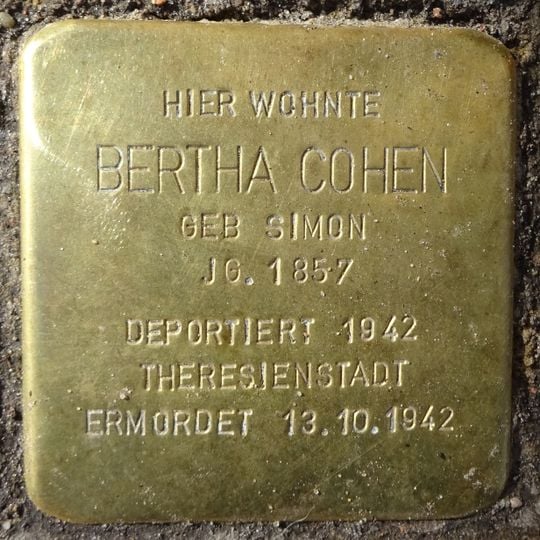 HIER WOHNTE
BERTHA COHEN
GEB SIMON
JG. 1857
DEPORTIERT 1942
THERESIENSTADT
ERMORDET 13.10.1942